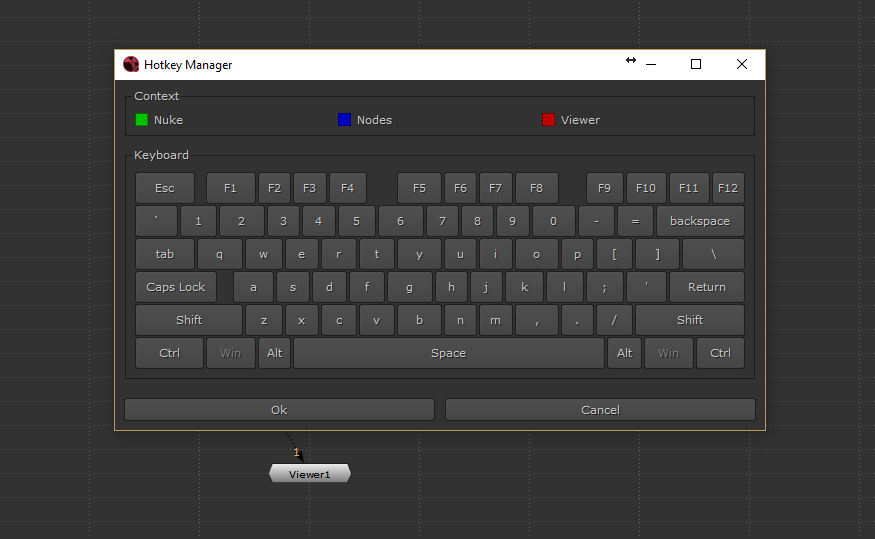 Hotkey Manager
Context
Nuke Nodes Viewer
Keyboard
Esc F1 F2 F3 F4 F5 F6 F7 F8 F9 F10 F11 F12
` 1 2 3 4 5 6 7 8 9 0 - = backspace
tab q w e r t y u i o p [ ] \
Caps Lock a s d f g h j k l ; ' Return
Shift z x c v b n m , . / Shift
Ctrl Win Alt Space Alt Win Ctrl
Ok Cancel
1
Viewer1